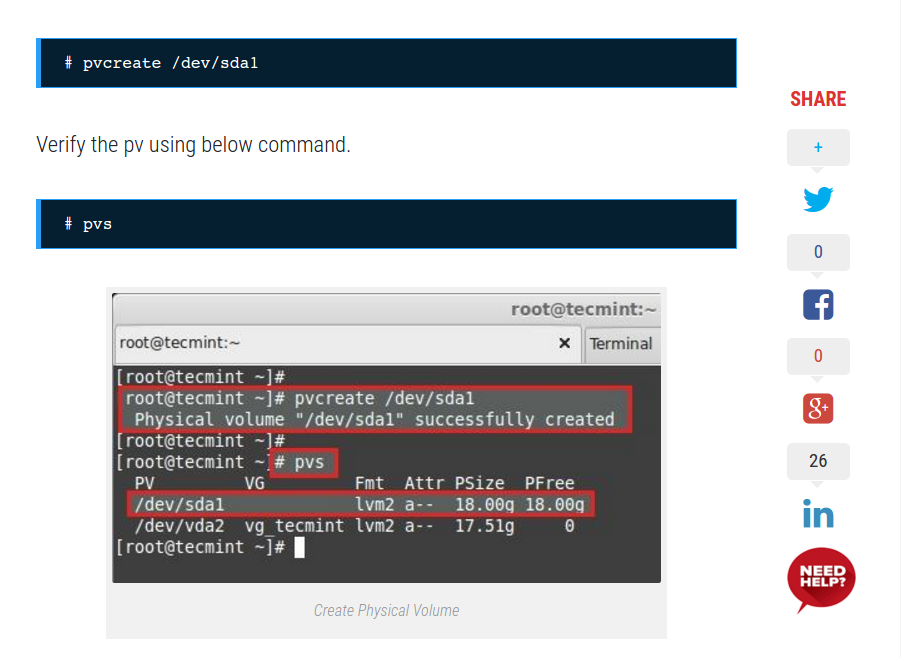 # pvcreate /dev/sda1
Verify the pv using below command.
# pvs
root@tecmint:~
root@tecmint:~ × Terminal
[root@tecmint ~]#
root@tecmint ~]# pvcreate /dev/sda1
Physical volume "/dev/sda1" successfully created
[root@tecmint ~]#
[root@tecmint ~]# pvs
PV VG Fmt Attr PSize PFree
/dev/sda1 lvm2 a-- 18.00g 18.00g
/dev/vda2 vg_tecmint lvm2 a-- 17.51g 0
[root@tecmint ~]#
Create Physical Volume
SHARE
+
0
0
g+
26
in
NEED
HELP?